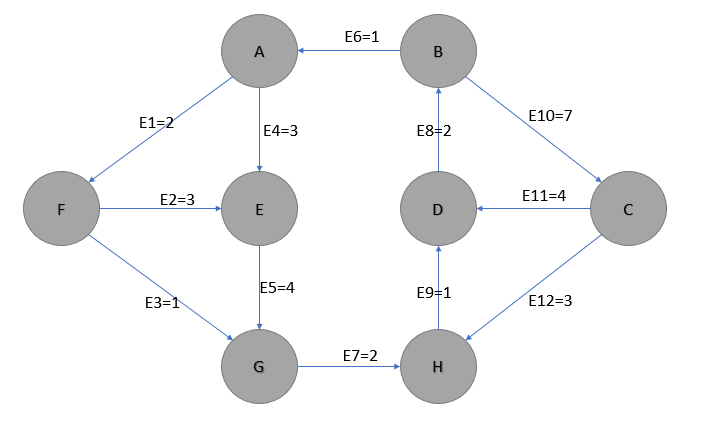 E6=1
A
B
E10=7
E1=2
E4=3
E8=2
E2=3
E11=4
F
E
D
C
E5=4
E9=1
E3=1
E12=3
E7=2
G
H